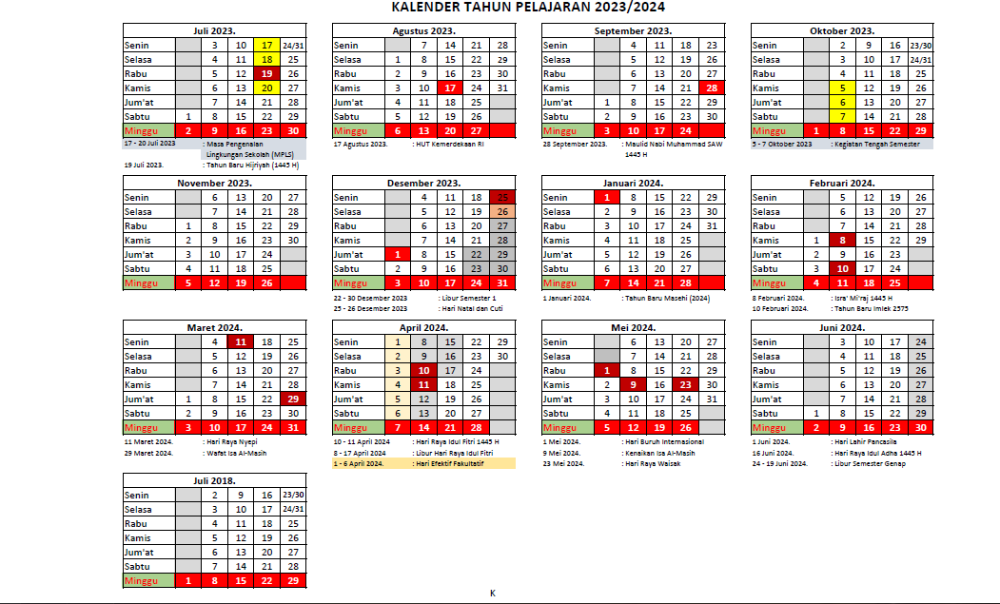 KALENDER TAHUN PELAJARAN 2023/2024
Juli 2023.
Senin 3 10 17 24/31
Selasa 4 11 18 25
Rabu 5 12 19 26
Kamis 6 13 20 27
Jum'at 7 14 21 28
Sabtu 1 8 15 22 29
Minggu 2 9 16 23 30
17 - 20 Juli 2023 : Masa Pengenalan
Lingkungan Sekolah (MPLS)
19 Juli 2023. : Tahun Baru Hijriyah (1445 H)
Agustus 2023.
Senin 7 14 21 28
Selasa 1 8 15 22 29
Rabu 2 9 16 23 30
Kamis 3 10 17 24 31
Jum'at 4 11 18 25
Sabtu 5 12 19 26
Minggu 6 13 20 27
17 Agustus 2023. : HUT Kemerdekaan RI
September 2023.
Senin 4 11 18 23
Selasa 5 12 19 26
Rabu 6 13 20 27
Kamis 7 14 21 28
Jum'at 1 8 15 22 29
Sabtu 2 9 16 23 30
Minggu 3 10 17 24
28 September 2023. : Maulid Nabi Muhammad SAW
1445 H
Oktober 2023.
Senin 2 9 16 23/30
Selasa 3 10 17 24/31
Rabu 4 11 18 25
Kamis 5 12 19 26
Jum'at 6 13 20 27
Sabtu 7 14 21 28
Minggu 1 8 15 22 29
5 - 7 Oktober 2023 : Kegiatan Tengah Semester
November 2023.
Senin 6 13 20 27
Selasa 7 14 21 28
Rabu 1 8 15 22 29
Kamis 2 9 16 23 30
Jum'at 3 10 17 24
Sabtu 4 11 18 25
Minggu 5 12 19 26
Desember 2023.
Senin 4 11 18 25
Selasa 5 12 19 26
Rabu 6 13 20 27
Kamis 7 14 21 28
Jum'at 1 8 15 22 29
Sabtu 2 9 16 23 30
Minggu 3 10 17 24 31
22 - 30 Desember 2023 : Libur Semester 1
25 - 26 Desember 2023 : Hari Natal dan Cuti
Januari 2024.
Senin 1 8 15 22 29
Selasa 2 9 16 23 30
Rabu 3 10 17 24 31
Kamis 4 11 18 25
Jum'at 5 12 19 26
Sabtu 6 13 20 27
Minggu 7 14 21 28
1 Januari 2024. : Tahun Baru Masehi (2024)
Februari 2024.
Senin 5 12 19 26
Selasa 6 13 20 27
Rabu 7 14 21 28
Kamis 1 8 15 22 29
Jum'at 2 9 16 23
Sabtu 3 10 17 24
Minggu 4 11 18 25
8 Februari 2024. : Isra' Mi'raj 1445 H
10 Februari 2024. : Tahun Baru Imlek 2575
Maret 2024.
Senin 4 11 18 25
Selasa 5 12 19 26
Rabu 6 13 20 27
Kamis 7 14 21 28
Jum'at 1 8 15 22 29
Sabtu 2 9 16 23 30
Minggu 3 10 17 24 31
11 Maret 2024. : Hari Raya Nyepi
29 Maret 2024. : Wafat Isa Al-Masih
April 2024.
Senin 1 8 15 22 29
Selasa 2 9 16 23 30
Rabu 3 10 17 24
Kamis 4 11 18 25
Jum'at 5 12 19 26
Sabtu 6 13 20 27
Minggu 7 14 21 28
10 - 11 April 2024 : Hari Raya Idul Fitri 1445 H
8 - 17 April 2024 : Libur Hari Raya Idul Fitri
1 - 6 April 2024. : Hari Efektif Fakultatif
Mei 2024.
Senin 6 13 20 27
Selasa 7 14 21 28
Rabu 1 8 15 22 29
Kamis 2 9 16 23 30
Jum'at 3 10 17 24 31
Sabtu 4 11 18 25
Minggu 5 12 19 26
1 Mei 2024. : Hari Buruh Internasional
9 Mei 2024. : Kenaikan Isa Al-Masih
23 Mei 2024. : Hari Raya Waisak
Juni 2024.
Senin 3 10 17 24
Selasa 4 11 18 25
Rabu 5 12 19 26
Kamis 6 13 20 27
Jum'at 7 14 21 28
Sabtu 1 8 15 22 29
Minggu 2 9 16 23 30
1 Juni 2024. : Hari Lahir Pancasila
16 Juni 2024. : Hari Raya Idul Adha 1445 H
24 - 19 Juni 2024. : Libur Semester Genap
Juli 2018.
Senin 2 9 16 23/30
Selasa 3 10 17 24/31
Rabu 4 11 18 25
Kamis 5 12 19 26
Jum'at 6 13 20 27
Sabtu 7 14 21 28
Minggu 1 8 15 22 29
K